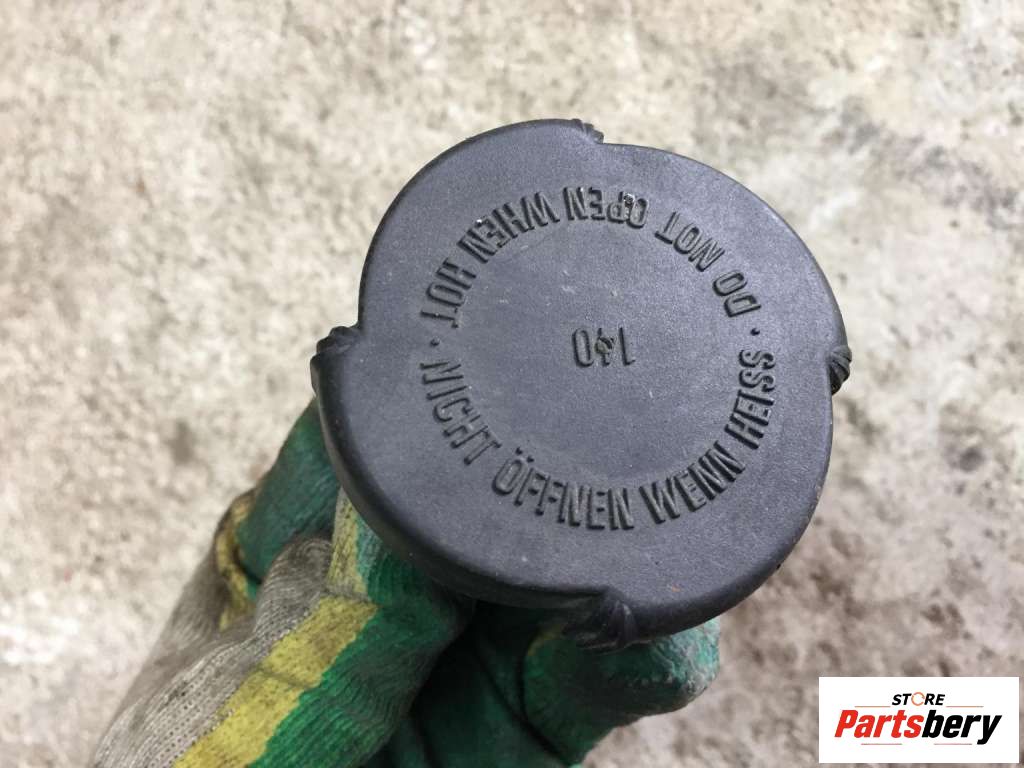 DO NOT OPEN WHEN HOT ·
NICHT ÖFFNEN WENN HEISS ·
140
STORE
Partsbery